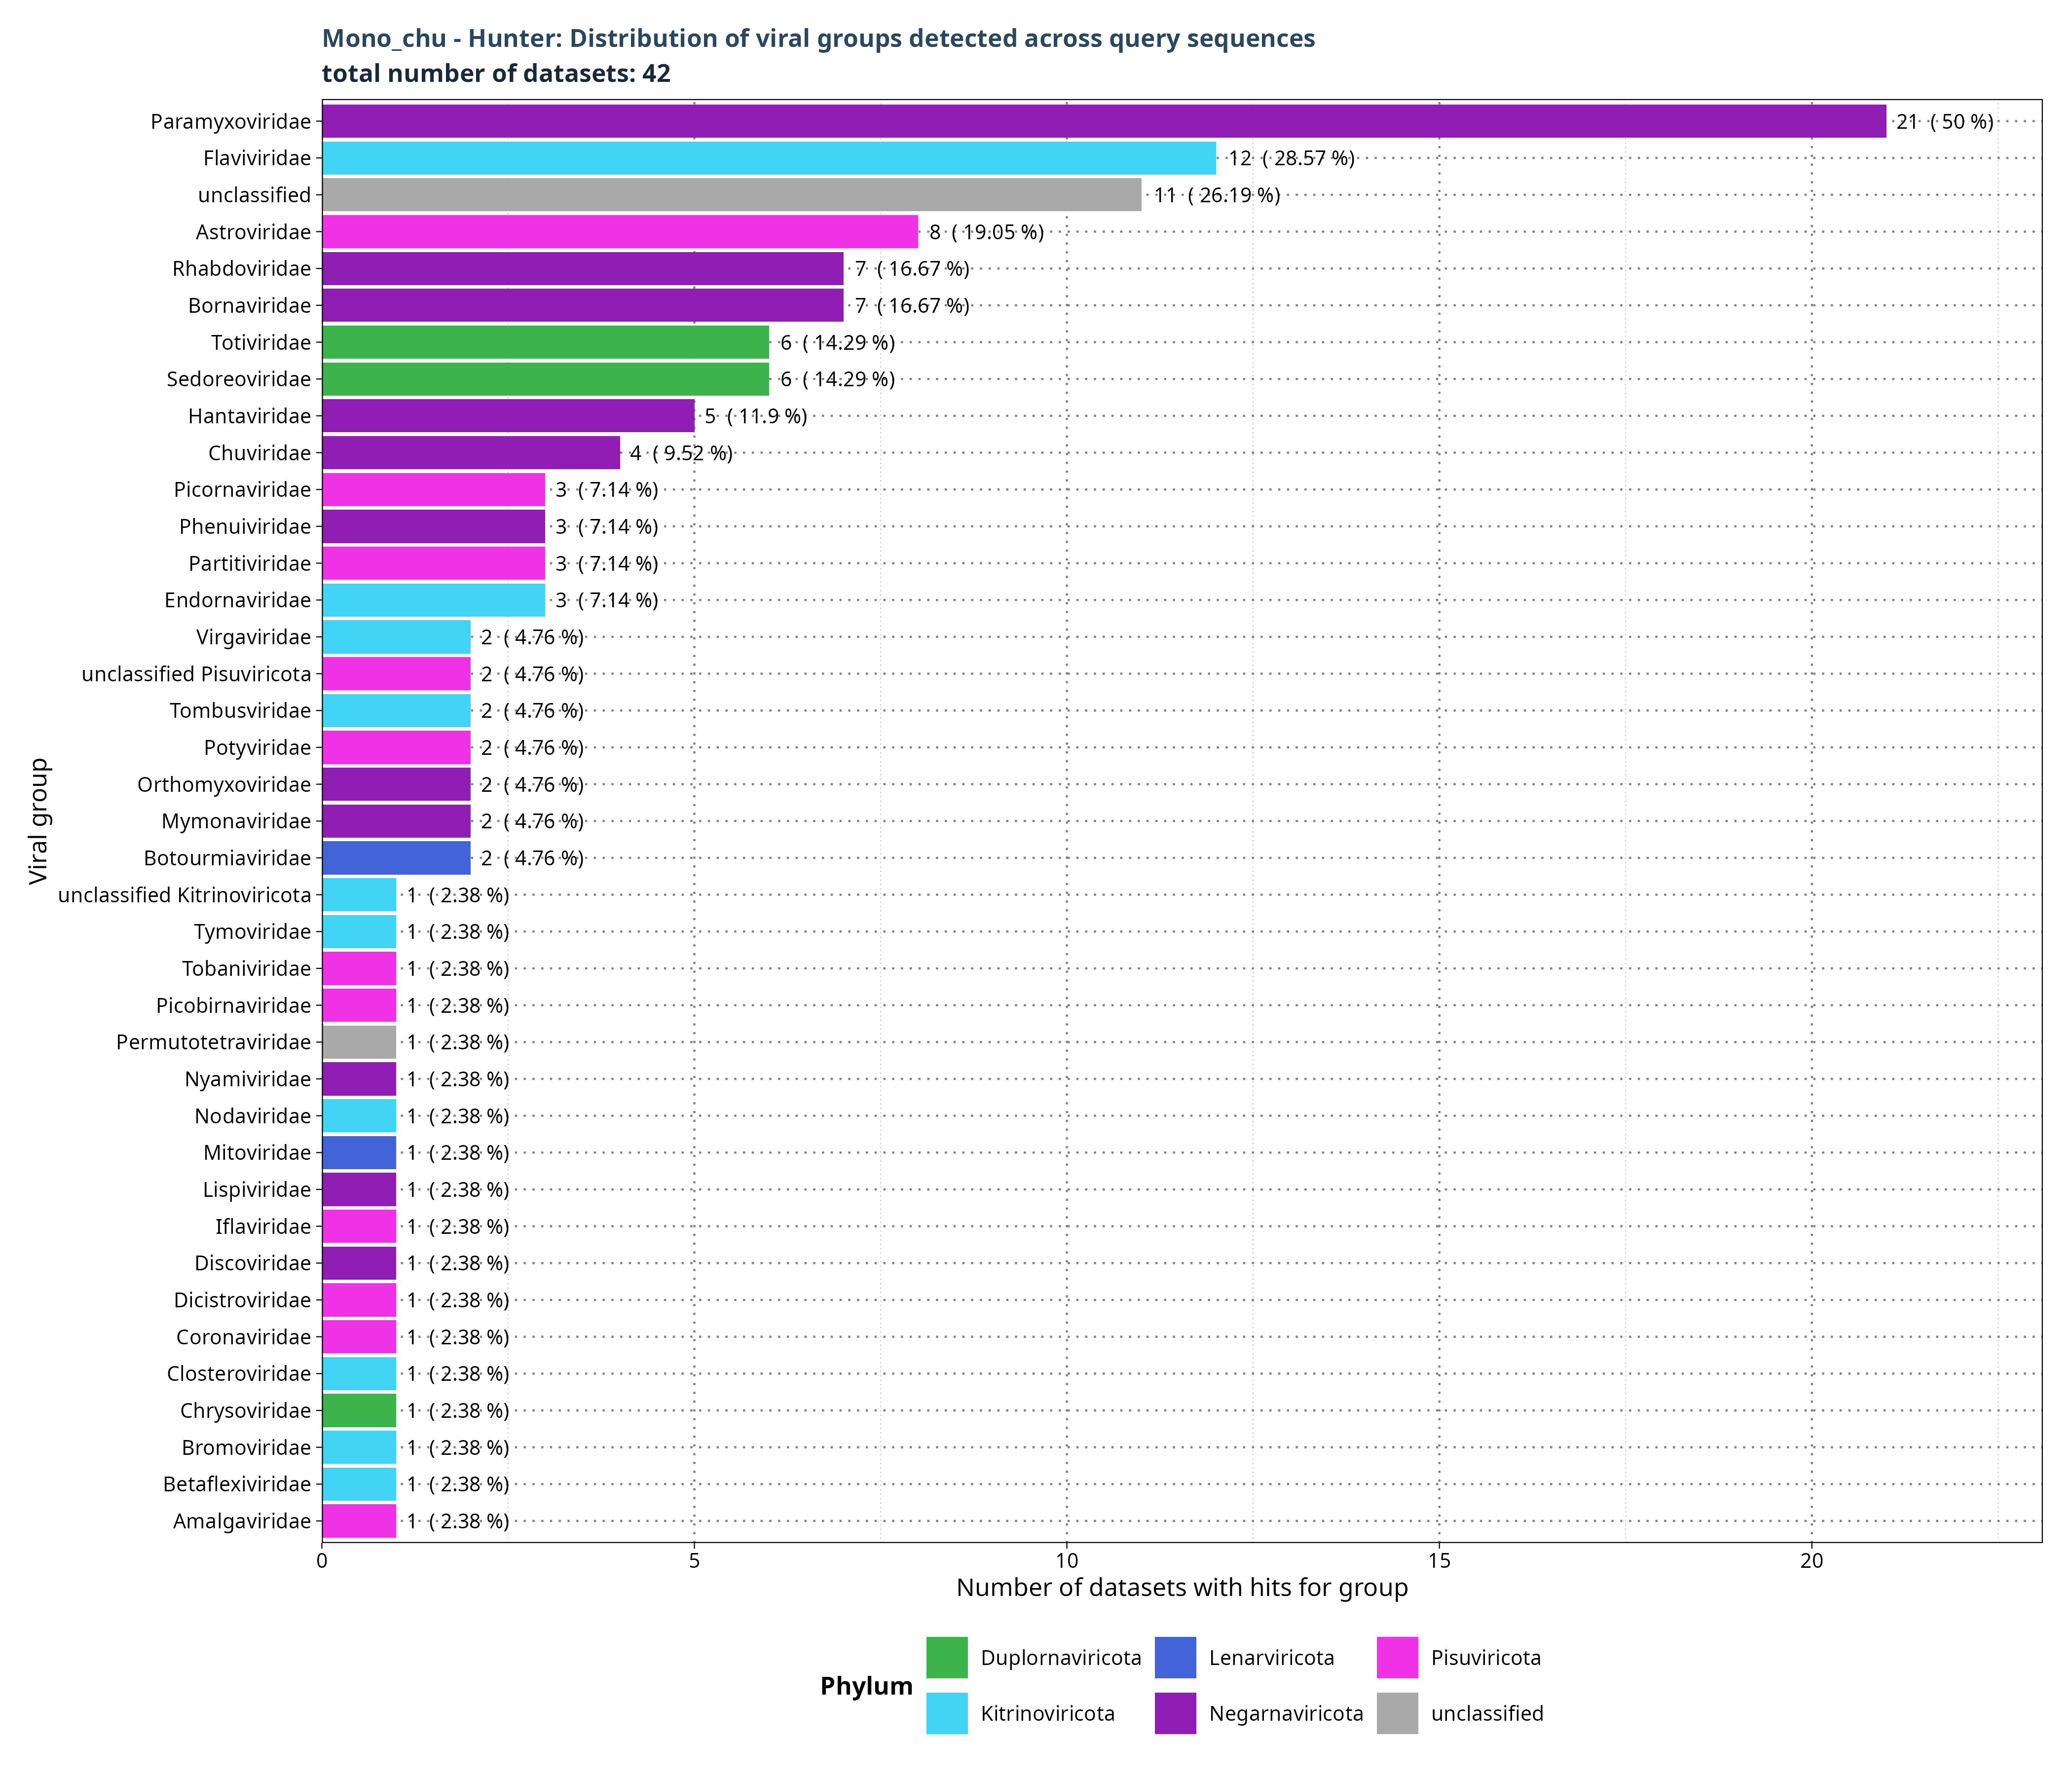 Mono_chu - Hunter: Distribution of viral groups detected across query sequences
total number of datasets: 42
Viral group
Paramyxoviridae 21 ( 50 %)
Flaviviridae 12 ( 28.57 %)
unclassified 11 ( 26.19 %)
Astroviridae 8 ( 19.05 %)
Rhabdoviridae 7 ( 16.67 %)
Bornaviridae 7 ( 16.67 %)
Totiviridae 6 ( 14.29 %)
Sedoreoviridae 6 ( 14.29 %)
Hantaviridae 5 ( 11.9 %)
Chuviridae 4 ( 9.52 %)
Picornaviridae 3 ( 7.14 %)
Phenuiviridae 3 ( 7.14 %)
Partitiviridae 3 ( 7.14 %)
Endornaviridae 3 ( 7.14 %)
Virgaviridae 2 ( 4.76 %)
unclassified Pisuviricota 2 ( 4.76 %)
Tombusviridae 2 ( 4.76 %)
Potyviridae 2 ( 4.76 %)
Orthomyxoviridae 2 ( 4.76 %)
Mymonaviridae 2 ( 4.76 %)
Botourmiaviridae 2 ( 4.76 %)
unclassified Kitrinoviricota 1 ( 2.38 %)
Tymoviridae 1 ( 2.38 %)
Tobaniviridae 1 ( 2.38 %)
Picobirnaviridae 1 ( 2.38 %)
Permutotetraviridae 1 ( 2.38 %)
Nyamiviridae 1 ( 2.38 %)
Nodaviridae 1 ( 2.38 %)
Mitoviridae 1 ( 2.38 %)
Lispiviridae 1 ( 2.38 %)
Iflaviridae 1 ( 2.38 %)
Discoviridae 1 ( 2.38 %)
Dicistroviridae 1 ( 2.38 %)
Coronaviridae 1 ( 2.38 %)
Closteroviridae 1 ( 2.38 %)
Chrysoviridae 1 ( 2.38 %)
Bromoviridae 1 ( 2.38 %)
Betaflexiviridae 1 ( 2.38 %)
Amalgaviridae 1 ( 2.38 %)
0 5 10 15 20
Number of datasets with hits for group
Phylum
Duplornaviricota Lenarviricota Pisuviricota
Kitrinoviricota Negarnaviricota unclassified